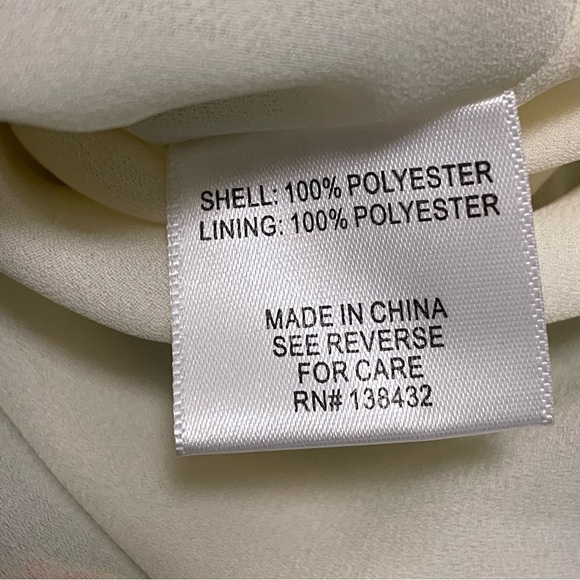 SHELL: 100% POLYESTER
LINING: 100% POLYESTER
MADE IN CHINA
SEE REVERSE
FOR CARE
RN# 138432